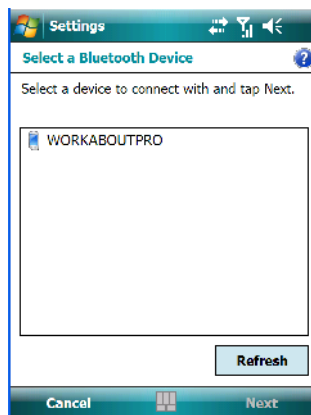 Settings
Select a Bluetooth Device
?
Select a device to connect with and tap Next.
WORKABOUTPRO
Refresh
Cancel
Next